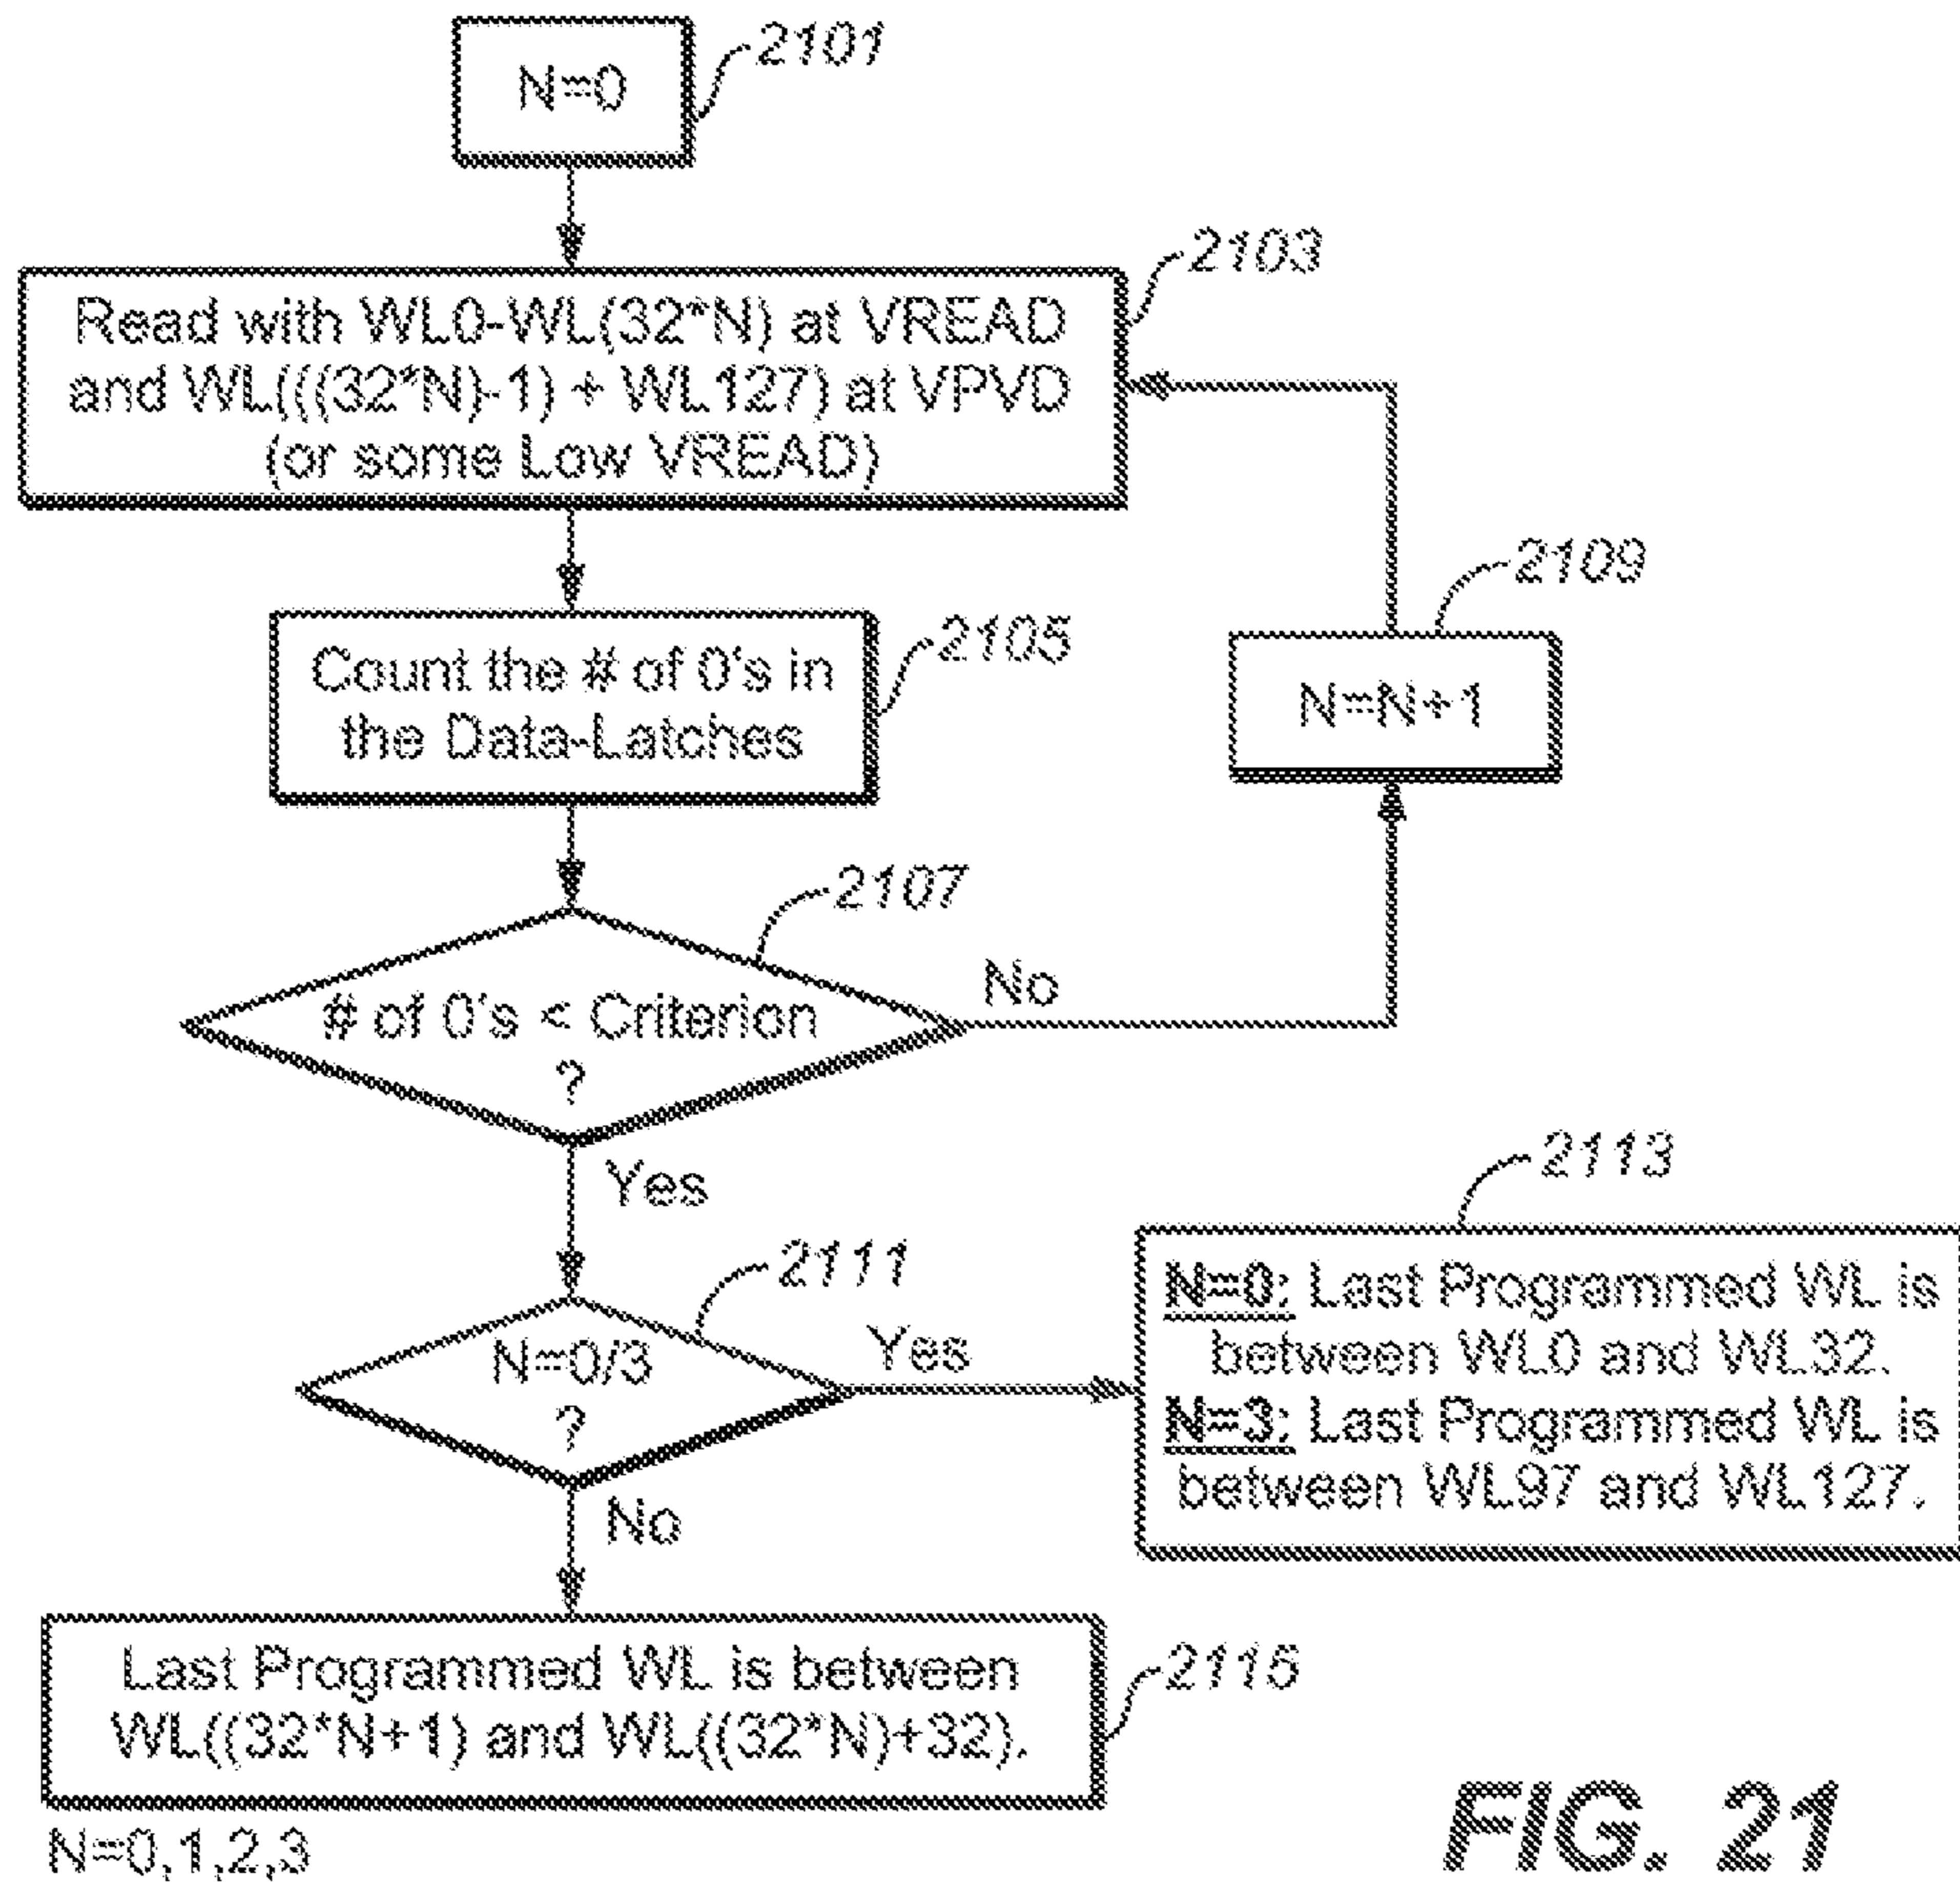 N=0
2101
Read with WL0-WL(32*N) at VREAD
and WL(((32*N)-1) + WL127) at VPVD
(or some Low VREAD)
2103
Count the # of 0's in
the Data-Latches
2105
N=N+1
2109
# of 0's < Criterion
?
2107
No
Yes
N=0/3
?
2111
Yes
No
2113
N=0: Last Programmed WL is
between WL0 and WL32.
N=3: Last Programmed WL is
between WL97 and WL127.
Last Programmed WL is between
WL((32*N+1) and WL((32*N)+32).
2115
N=0,1,2,3
FIG. 21